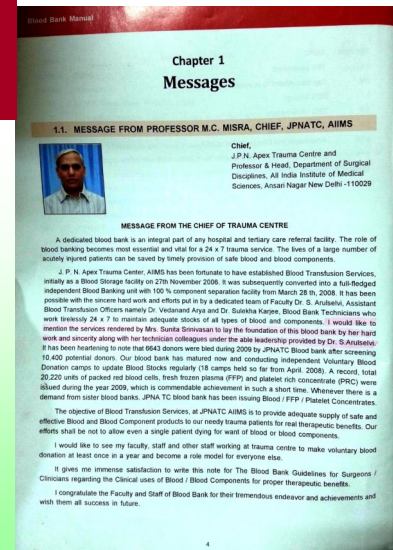 Blood Bank Manual
Chapter 1
Messages
1.1. MESSAGE FROM PROFESSOR M.C. MISRA, CHIEF, JPNATC, AIIMS
Chief,
J.P.N. Apex Trauma Centre and
Professor & Head, Department of Surgical
Disciplines, All India Institute of Medical
Sciences, Ansari Nagar New Delhi -110029
MESSAGE FROM THE CHIEF OF TRAUMA CENTRE
A dedicated blood bank is an integral part of any hospital and tertiary care referral facility. The role of
blood banking becomes most essential and vital for a 24 x 7 trauma service. The lives of a large number of
acutely injured patients can be saved by timely provision of safe blood and blood components.
J. P. N. Apex Trauma Center, AIIMS has been fortunate to have established Blood Transfusion Services,
initially as a Blood Storage facility on 27th November 2006. It was subsequently converted into a full-fledged
independent Blood Banking unit with 100 % component separation facility from March 28 th, 2008. It has been
possible with the sincere hard work and efforts put in by a dedicated team of Faculty Dr. S. Arulselvi, Assistant
Blood Transfusion Officers namely Dr. Vedanand Arya and Dr. Sulekha Karjee, Blood Bank Technicians who
work tirelessly 24 x 7 to maintain adequate stocks of all types of blood and components. I would like to
mention the services rendered by Mrs. Sunita Srinivasan to lay the foundation of this blood bank by her hard
work and sincerity along with her technician colleagues under the able leadership provided by Dr. S.Arulselvi.
It has been heartening to note that 6643 donors were bled during 2009 by JPNATC Blood bank after screening
10,400 potential donors. Our blood bank has matured now and conducting independent Voluntary Blood
Donation camps to update Blood Stocks regularly (18 camps held so far from April. 2008). A record, total
20,220 units of packed red blood cells, fresh frozen plasma (FFP) and platelet rich concentrate (PRC) were
issued during the year 2009, which is commendable achievement in such a short time. Whenever there is a
demand from sister blood banks. JPNA TC blood bank has been issuing Blood / FFP / Platelet Concentrates.
The objective of Blood Transfusion Services, at JPNATC AIIMS is to provide adequate supply of safe and
effective Blood and Blood Component products to our needy trauma patients for real therapeutic benefits. Our
efforts shall be not to allow even a single patient dying for want of blood or blood components.
I would like to see my faculty, staff and other staff working at trauma centre to make voluntary blood
donation at least once in a year and become a role model for everyone else.
It gives me immense satisfaction to write this note for The Blood Bank Guidelines for Surgeons /
Clinicians regarding the Clinical uses of Blood / Blood Components for proper therapeutic benefits.
I congratulate the Faculty and Staff of Blood Bank for their tremendous endeavor and achievements and
wish them all success in future.
4